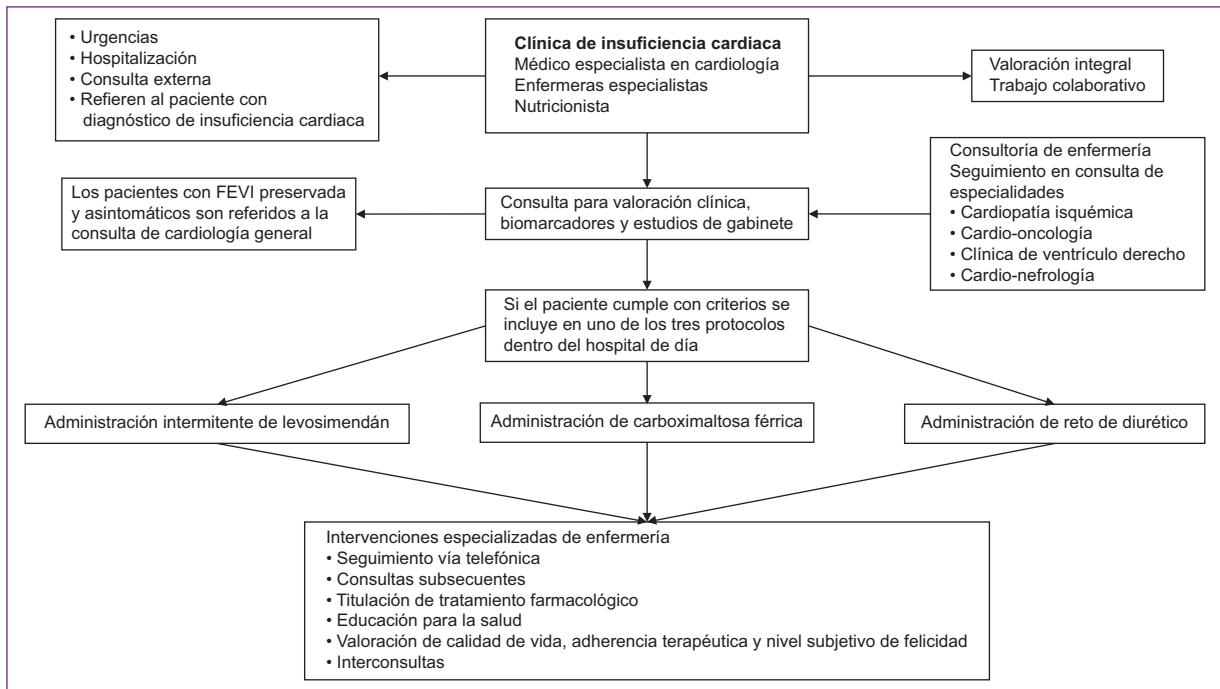 • Urgencias
• Hospitalización
• Consulta externa
• Refieren al paciente con
diagnóstico de insuficiencia cardiaca
Clínica de insuficiencia cardiaca
Médico especialista en cardiología
Enfermeras especialistas
Nutricionista
Valoración integral
Trabajo colaborativo
Los pacientes con FEVI preservada
y asintomáticos son referidos a la
consulta de cardiología general
Consulta para valoración clínica,
biomarcadores y estudios de gabinete
Consultoría de enfermería
Seguimiento en consulta de
especialidades
• Cardiopatía isquémica
• Cardio-oncología
• Clínica de ventrículo derecho
• Cardio-nefrología
Si el paciente cumple con criterios se
incluye en uno de los tres protocolos
dentro del hospital de día
Administración intermitente de levosimendán
Administración de carboximaltosa férrica
Administración de reto de diurético
Intervenciones especializadas de enfermería
• Seguimiento vía telefónica
• Consultas subsecuentes
• Titulación de tratamiento farmacológico
• Educación para la salud
• Valoración de calidad de vida, adherencia terapéutica y nivel subjetivo de felicidad
• Interconsultas